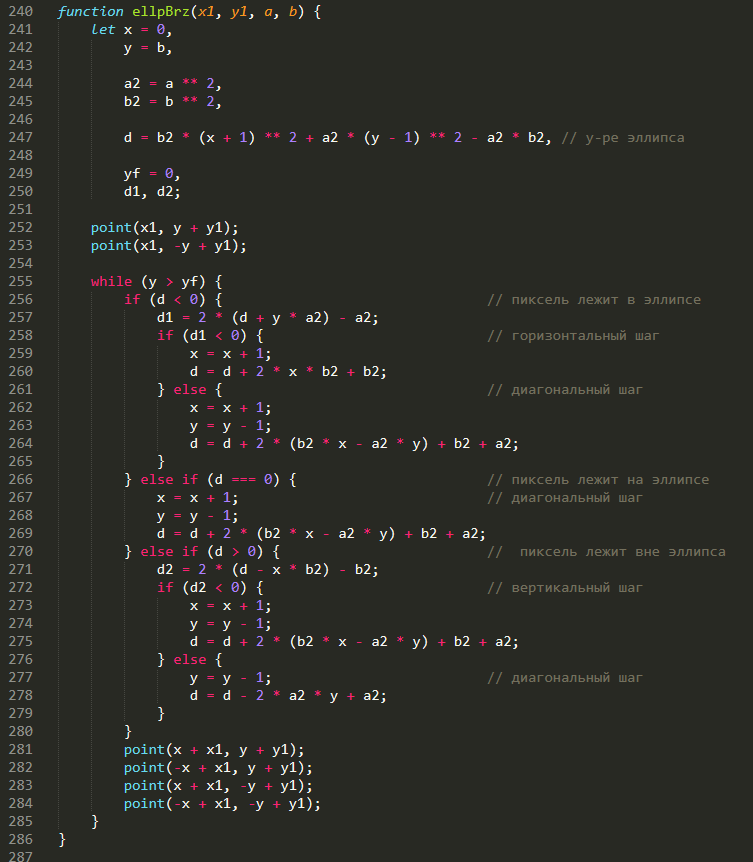 240 function ellpBrz(x1, y1, a, b) {
241     let x = 0,
242         y = b,
243
244         a2 = a ** 2,
245         b2 = b ** 2,
246
247         d = b2 * (x + 1) ** 2 + a2 * (y - 1) ** 2 - a2 * b2, // у-ре эллипса
248
249         yf = 0,
250         d1, d2;
251
252     point(x1, y + y1);
253     point(x1, -y + y1);
254
255     while (y > yf) {
256         if (d < 0) {                                // пиксель лежит в эллипсе
257             d1 = 2 * (d + y * a2) - a2;
258             if (d1 < 0) {                           // горизонтальный шаг
259                 x = x + 1;
260                 d = d + 2 * x * b2 + b2;
261             } else {                                // диагональный шаг
262                 x = x + 1;
263                 y = y - 1;
264                 d = d + 2 * (b2 * x - a2 * y) + b2 + a2;
265             }
266         } else if (d === 0) {                       // пиксель лежит на эллипсе
267             x = x + 1;                              // диагональный шаг
268             y = y - 1;
269             d = d + 2 * (b2 * x - a2 * y) + b2 + a2;
270         } else if (d > 0) {                         //  пиксель лежит вне эллипса
271             d2 = 2 * (d - x * b2) - b2;
272             if (d2 < 0) {                           // вертикальный шаг
273                 x = x + 1;
274                 y = y - 1;
275                 d = d + 2 * (b2 * x - a2 * y) + b2 + a2;
276             } else {
277                 y = y - 1;                          // диагональный шаг
278                 d = d - 2 * a2 * y + a2;
279             }
280         }
281         point(x + x1, y + y1);
282         point(-x + x1, y + y1);
283         point(x + x1, -y + y1);
284         point(-x + x1, -y + y1);
285     }
286 }
287